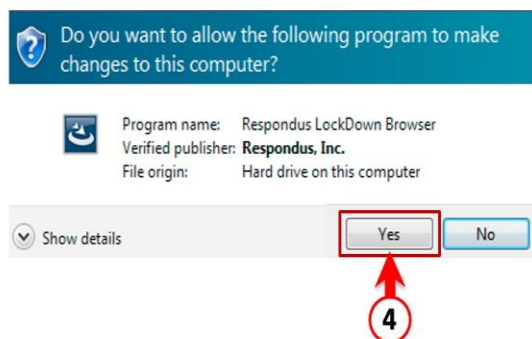 Do you want to allow the following program to make
changes to this computer?
Program name: Respondus LockDown Browser
Verified publisher: Respondus, Inc.
File origin: Hard drive on this computer
Show details
Yes
No
4